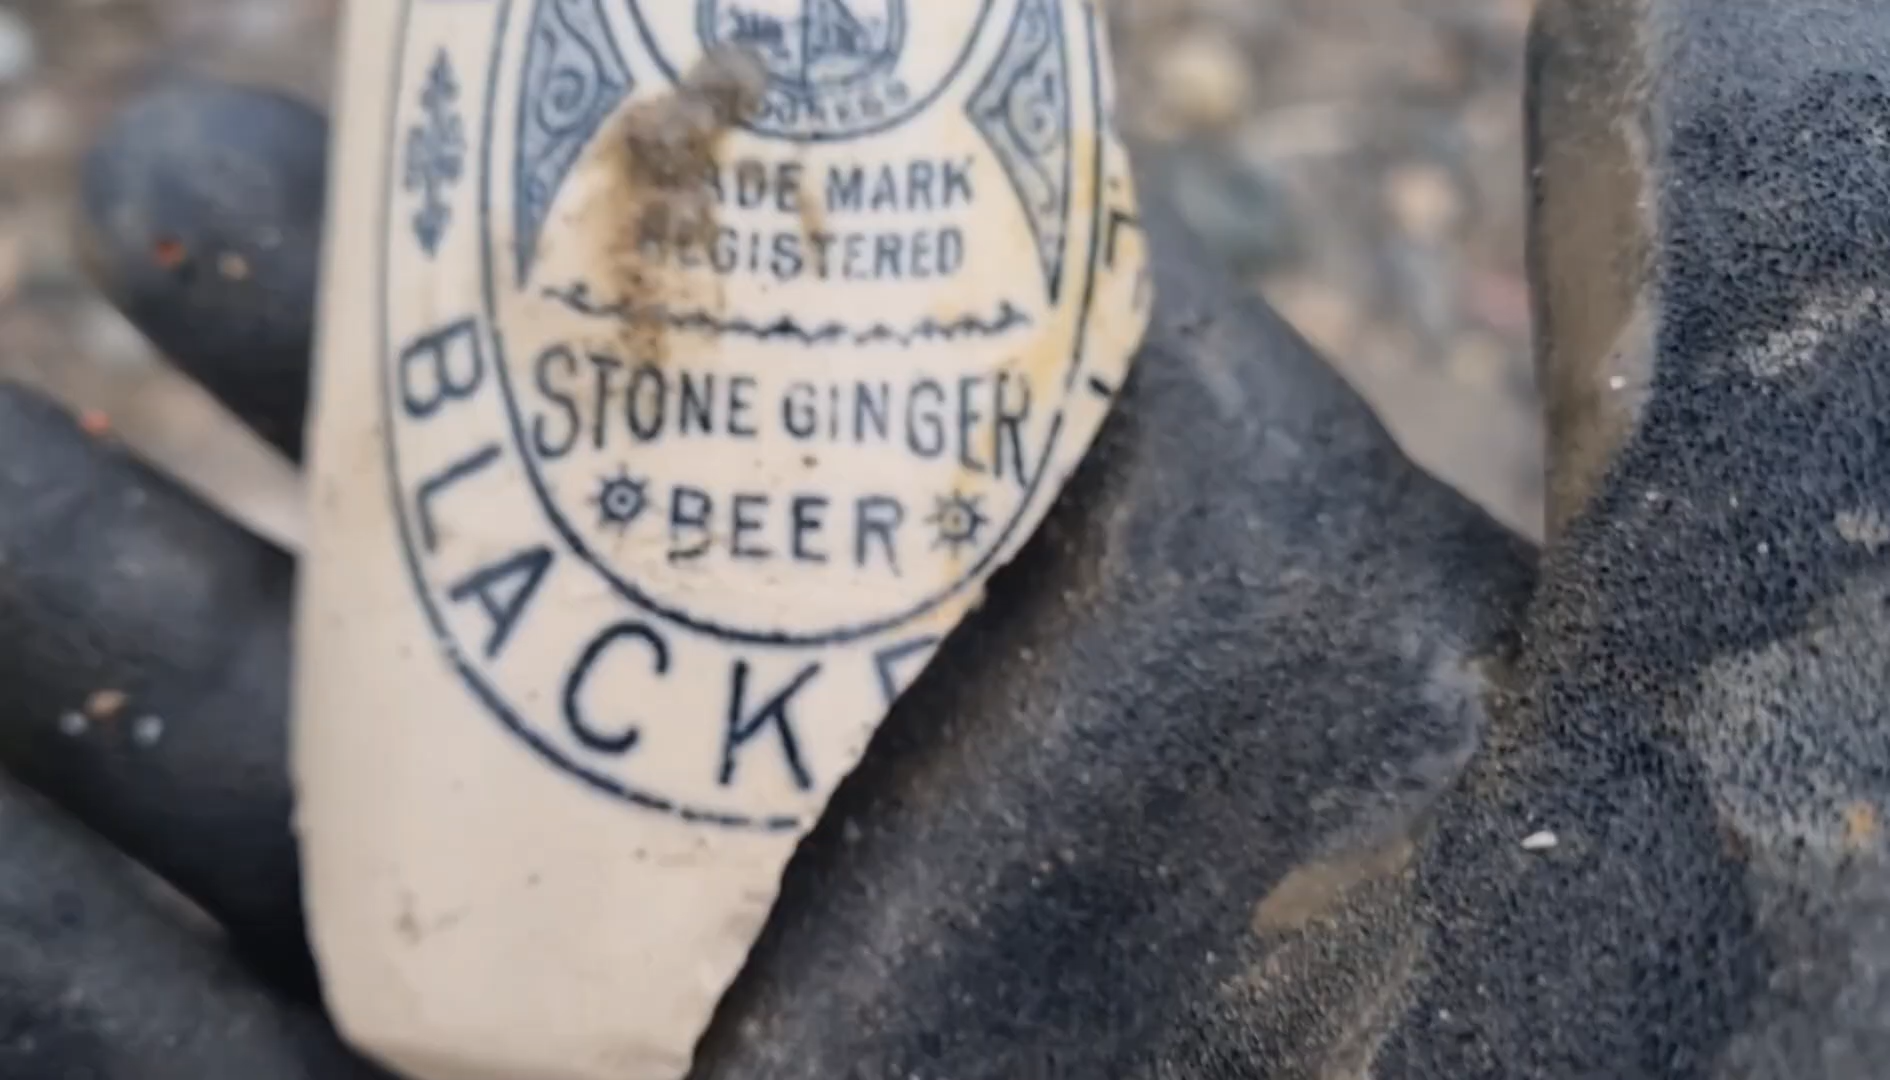 TRADE MARK
REGISTERED
STONE GINGER
BEER
BLACK